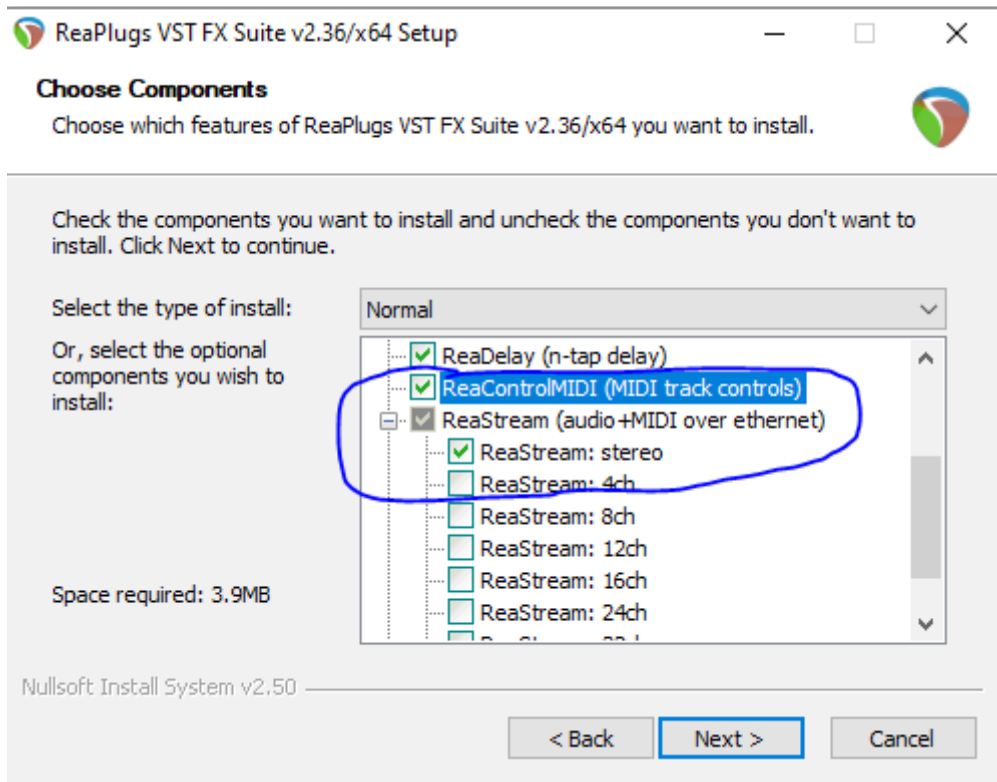 ReaPlugs VST FX Suite v2.36/x64 Setup
Choose Components
Choose which features of ReaPlugs VST FX Suite v2.36/x64 you want to install.
Check the components you want to install and uncheck the components you don't want to
install. Click Next to continue.
Select the type of install:
Normal
Or, select the optional
components you wish to
install:
ReaDelay (n-tap delay)
ReaControlMIDI (MIDI track controls)
ReaStream (audio+MIDI over ethernet)
ReaStream: stereo
ReaStream: 4ch
ReaStream: 8ch
ReaStream: 12ch
ReaStream: 16ch
ReaStream: 24ch
Space required: 3.9MB
Nullsoft Install System v2.50
< Back
Next >
Cancel